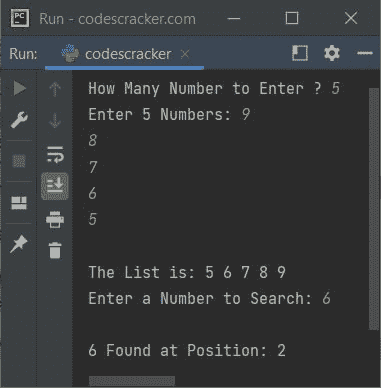 PC Run - codescracker.com
Run: codescracker
How Many Number to Enter ? 5
Enter 5 Numbers: 9
8
7
6
5
The List is: 5 6 7 8 9
Enter a Number to Search: 6
6 Found at Position: 2